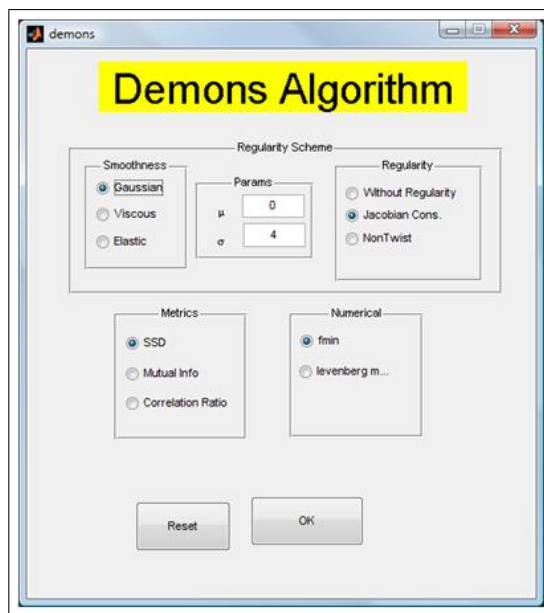 demons
Demons Algorithm
Regularity Scheme
Smoothness
Gaussian
Viscous
Elastic
Params
μ 0
σ 4
Regularity
Without Regularity
Jacobian Cons.
NonTwist
Metrics
SSD
Mutual Info
Correlation Ratio
Numerical
fmin
levenberg m...
Reset
OK